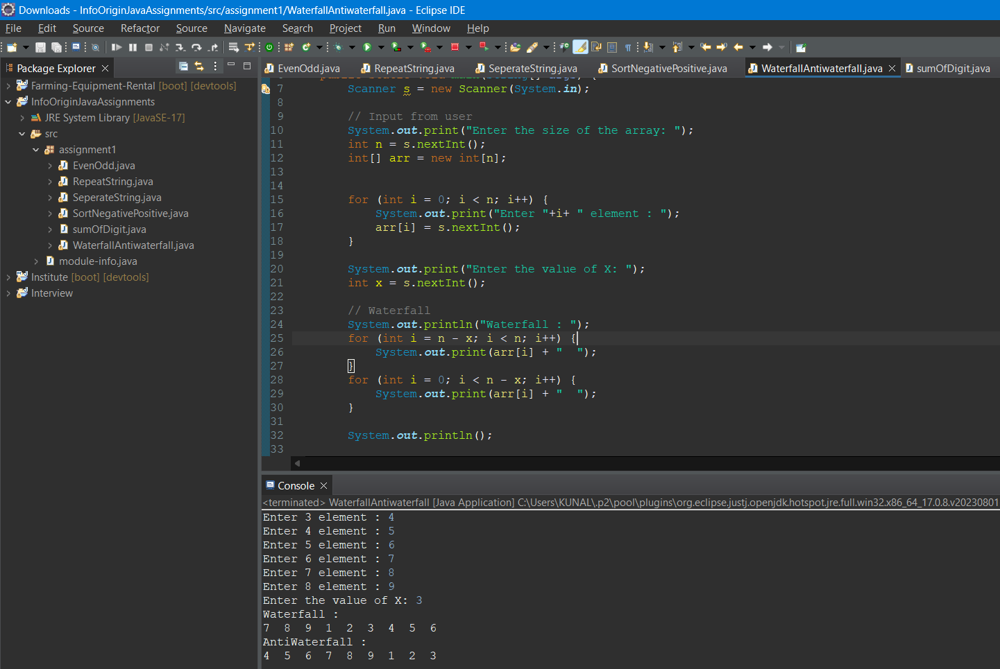 Downloads - InfoOriginJavaAssignments/src/assignment1/WaterfallAntiwaterfall.java - Eclipse IDE
File Edit Source Refactor Source Navigate Search Project Run Window Help
Package Explorer
Farming-Equipment-Rental [boot] [devtools]
InfoOriginJavaAssignments
JRE System Library [JavaSE-17]
src
assignment1
EvenOdd.java
RepeatString.java
SeperateString.java
SortNegativePositive.java
sumOfDigit.java
WaterfallAntiwaterfall.java
module-info.java
Institute [boot] [devtools]
Interview
EvenOdd.java RepeatString.java SeperateString.java SortNegativePositive.java WaterfallAntiwaterfall.java sumOfDigit.java
7 Scanner s = new Scanner(System.in);
8
9 // Input from user
10 System.out.print("Enter the size of the array: ");
11 int n = s.nextInt();
12 int[] arr = new int[n];
13
14
15 for (int i = 0; i < n; i++) {
16 System.out.print("Enter "+i+ " element : ");
17 arr[i] = s.nextInt();
18 }
19
20 System.out.print("Enter the value of X: ");
21 int x = s.nextInt();
22
23 // Waterfall
24 System.out.println("Waterfall : ");
25 for (int i = n - x; i < n; i++) {
26 System.out.print(arr[i] + "  ");
27 }
28 for (int i = 0; i < n - x; i++) {
29 System.out.print(arr[i] + "  ");
30 }
31
32 System.out.println();
33
Console
<terminated> WaterfallAntiwaterfall [Java Application] C:\Users\KUNAL\.p2\pool\plugins\org.eclipse.justj.openjdk.hotspot.jre.full.win32.x86_64_17.0.8.v20230801
Enter 3 element : 4
Enter 4 element : 5
Enter 5 element : 6
Enter 6 element : 7
Enter 7 element : 8
Enter 8 element : 9
Enter the value of X: 3
Waterfall :
7  8  9  1  2  3  4  5  6
AntiWaterfall :
4  5  6  7  8  9  1  2  3